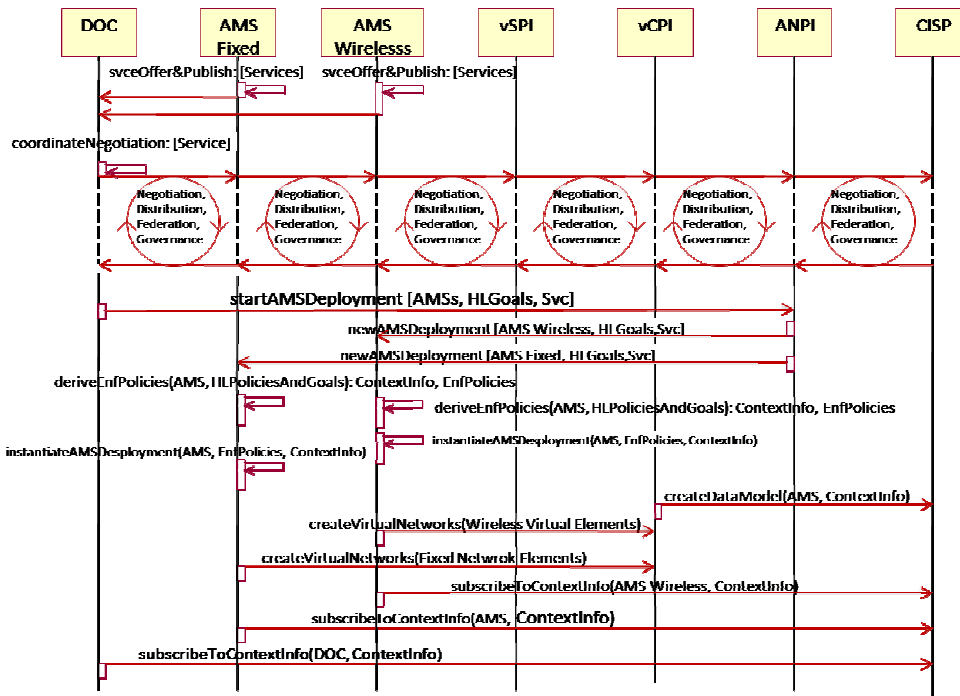 DOC
AMS
Fixed
AMS
Wirelesss
vSPI
vCPI
ANPI
CISP
svceOffer&Publish: [Services]
svceOffer&Publish: [Services]
coordinateNegotiation: [Service]
Negotiation,
Distribution,
Federation,
Governance
Negotiation,
Distribution,
Federation,
Governance
Negotiation,
Distribution,
Federation,
Governance
Negotiation,
Distribution,
Federation,
Governance
Negotiation,
Distribution,
Federation,
Governance
Negotiation,
Distribution,
Federation,
Governance
startAMSDeployment [AMSs, HLGoals, Svc]
newAMSDeployment [AMS Wireless, HLGoals,Svc]
newAMSDeployment [AMS Fixed, HLGoals,Svc]
deriveEnfPolicies(AMS, HLPoliciesAndGoals): ContextInfo, EnfPolicies
deriveEnfPolicies(AMS, HLPoliciesAndGoals): ContextInfo, EnfPolicies
instantiateAMSDesployment(AMS, EnfPolicies, ContextInfo)
instantiateAMSDesployment(AMS, EnfPolicies, ContextInfo)
createDataModel(AMS, ContextInfo)
createVirtualNetworks(Wireless Virtual Elements)
createVirtualNetworks(Fixed Netwrok Elements)
subscribeToContextInfo(AMS Wireless, ContextInfo)
subscribeToContextInfo(AMS, ContextInfo)
subscribeToContextInfo(DOC, ContextInfo)